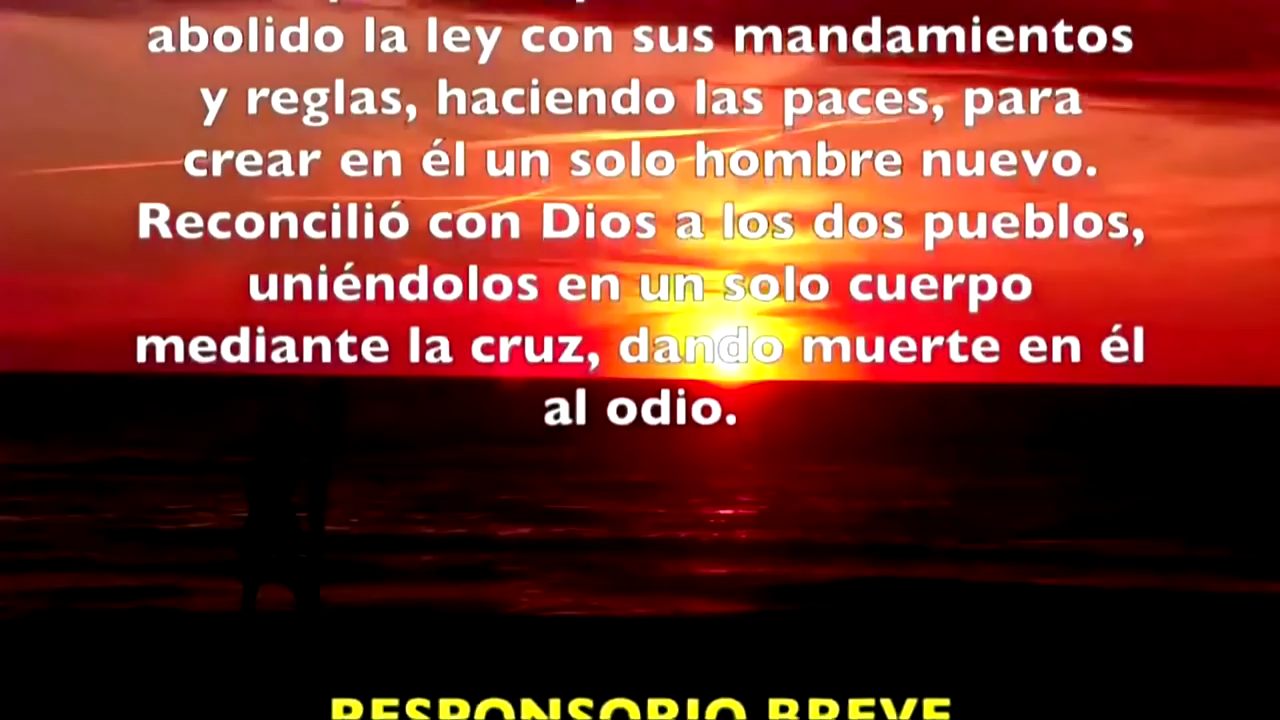 abolido la ley con sus mandamientos
y reglas, haciendo las paces, para
crear en él un solo hombre nuevo.
Reconcilió con Dios a los dos pueblos,
uniéndolos en un solo cuerpo
mediante la cruz, dando muerte en él
al odio.
RESPONSORIO BREVE